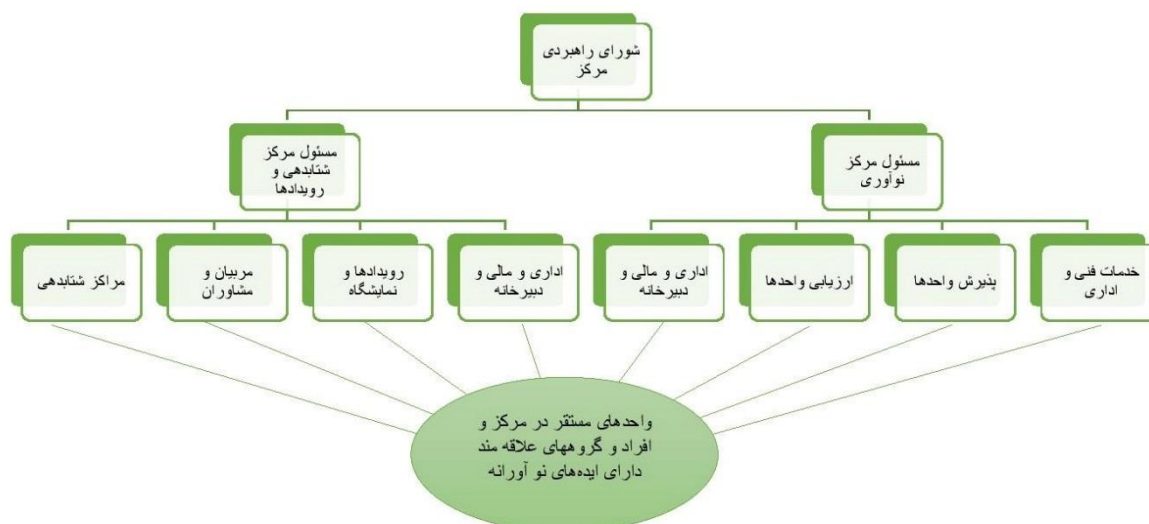 شورای راهبردی
مرکز
مسئول مرکز
نوآوری
مسئول مرکز
شتابدهی و
رویدادها
خدمات فنی و
اداری
پذیرش واحدها
ارزیابی واحدها
اداری و مالی و
دبیرخانه
اداری و مالی و
دبیرخانه
رویدادها و
نمایشگاه
مربیان و
مشاوران
مراکز شتابدهی
واحدهای مستقر در مرکز و
افراد و گروههای علاقه مند
دارای ایده‌های نو آورانه